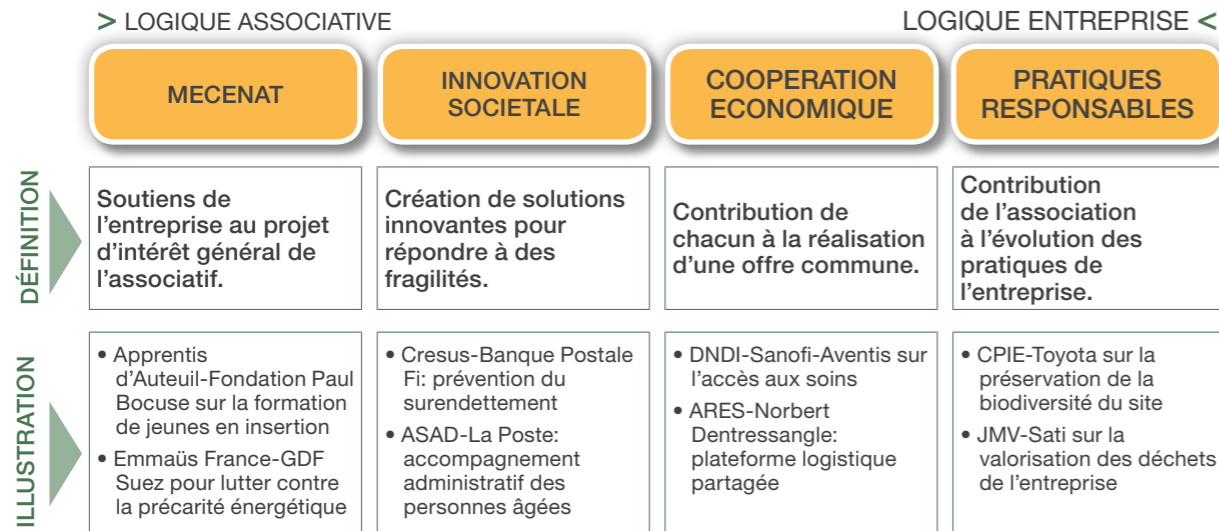 > LOGIQUE ASSOCIATIVE
LOGIQUE ENTREPRISE <
MECENAT
INNOVATION
SOCIETALE
COOPERATION
ECONOMIQUE
PRATIQUES
RESPONSABLES
DÉFINITION
Soutiens de
l'entreprise au projet
d'intérêt général de
l'associatif.
Création de solutions
innovantes pour
répondre à des
fragilités.
Contribution de
chacun à la réalisation
d'une offre commune.
Contribution
de l'association
à l'évolution des
pratiques de
l'entreprise.
ILLUSTRATION
• Apprentis
d'Auteuil-Fondation Paul
Bocuse sur la formation
de jeunes en insertion
• Emmaüs France-GDF
Suez pour lutter contre
la précarité énergétique
• Cresus-Banque Postale
Fi: prévention du
surendettement
• ASAD-La Poste:
accompagnement
administratif des
personnes âgées
• DNDI-Sanofi-Aventis sur
l'accès aux soins
• ARES-Norbert
Dentressangle:
plateforme logistique
partagée
• CPIE-Toyota sur la
préservation de la
biodiversité du site
• JMV-Sati sur la
valorisation des déchets
de l'entreprise